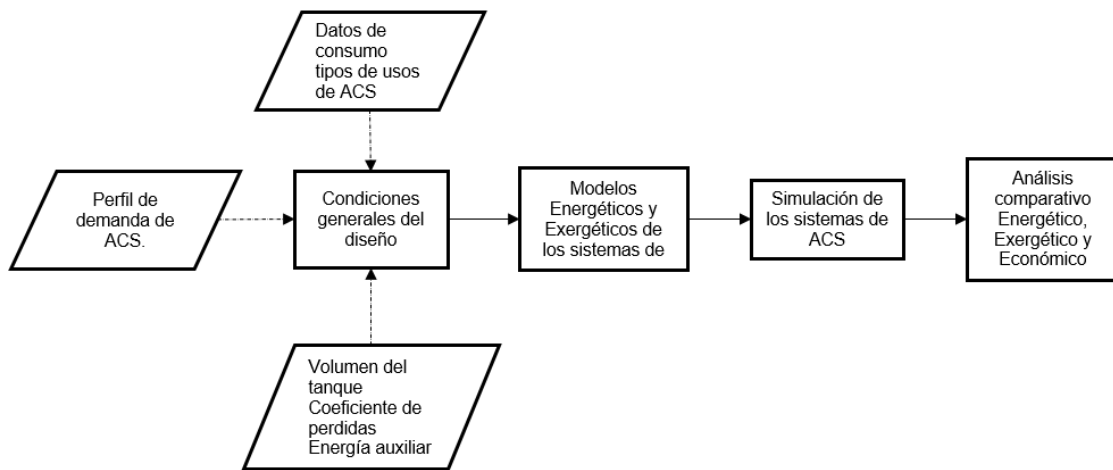 Datos de
consumo
tipos de usos
de ACS
Perfil de
demanda de
ACS.
Condiciones
generales del
diseño
Modelos
Energéticos y
Exergéticos de
los sistemas de
Simulación de
los sistemas de
ACS
Análisis
comparativo
Energético,
Exergético y
Económico
Volumen del
tanque
Coeficiente de
perdidas
Energía auxiliar